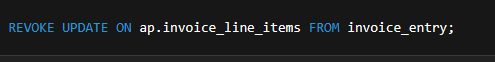 REVOKE UPDATE ON ap.invoice_line_items FROM invoice_entry;